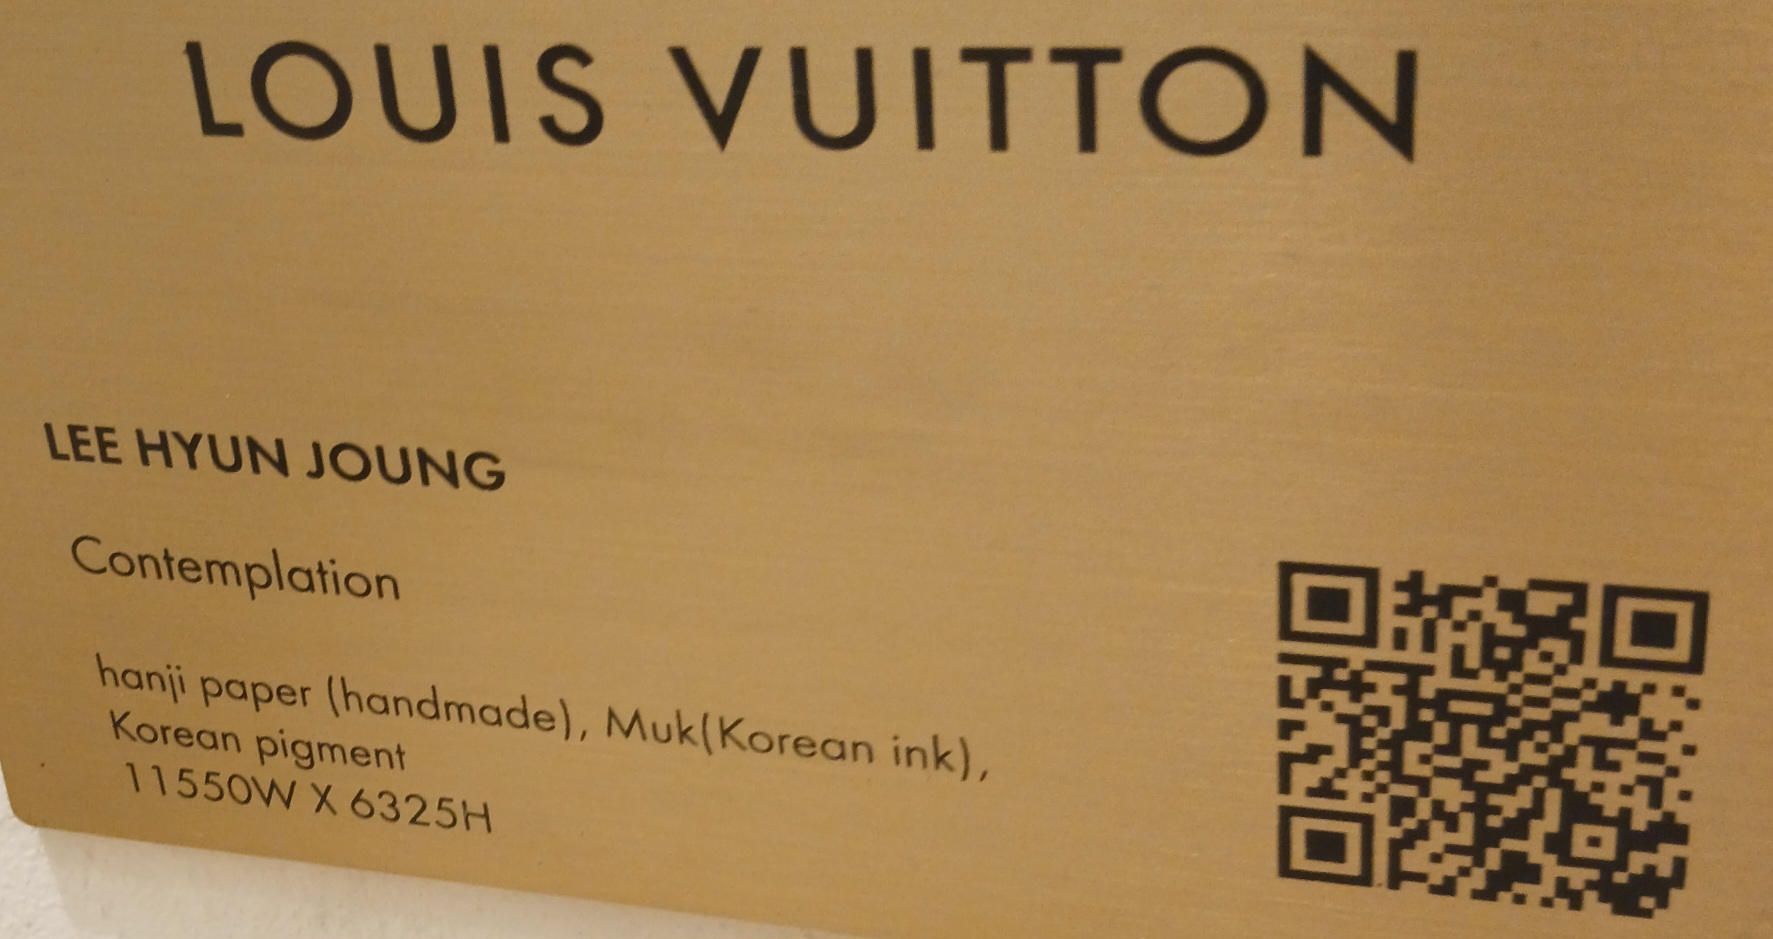 LOUIS VUITTON
LEE HYUN JOUNG
Contemplation
hanji paper (handmade), Muk(Korean ink),
Korean pigment
11550W X 6325H